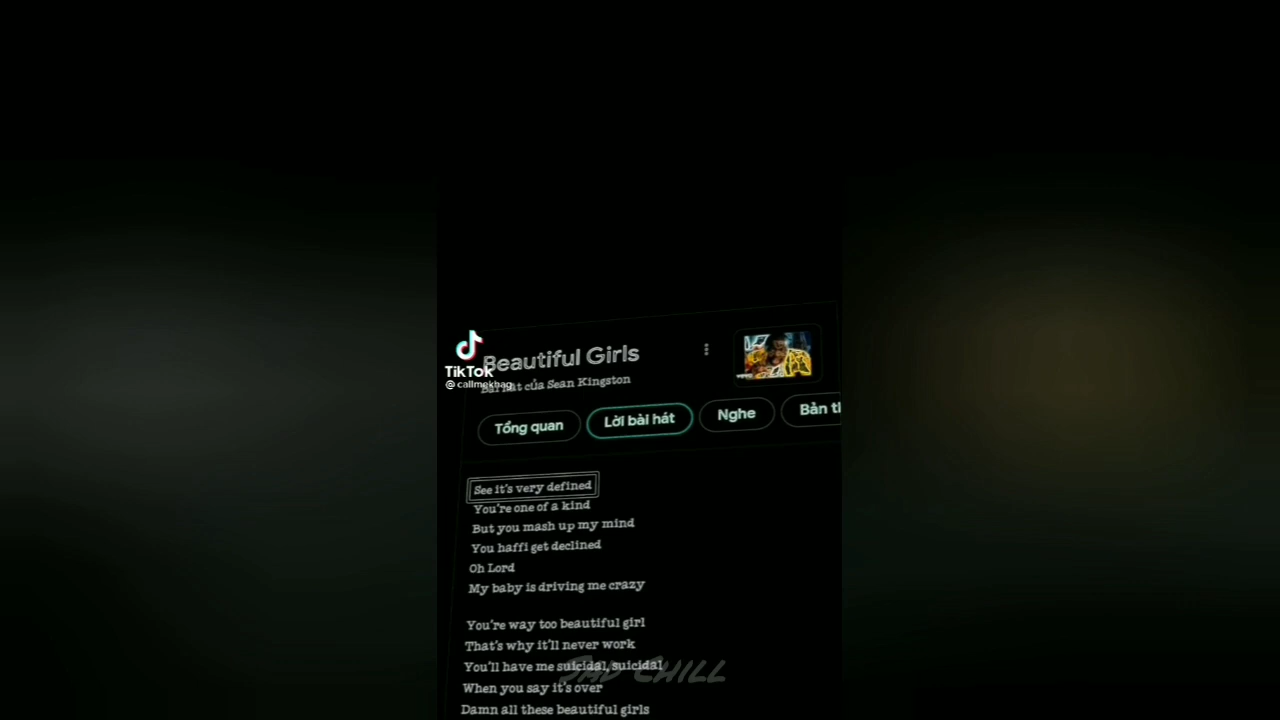 TikTok
@callmekhag
Beautiful Girls
Bài hát của Sean Kingston
Tổng quan
Lời bài hát
Nghe
See it's very defined
You're one of a kind
But you mash up my mind
You haffi get declined
Oh Lord
My baby is driving me crazy
You're way too beautiful girl
That's why it'll never work
You'll have me suicidal, suicidal
SAD CHILL
When you say it's over
Damn all these beautiful girls